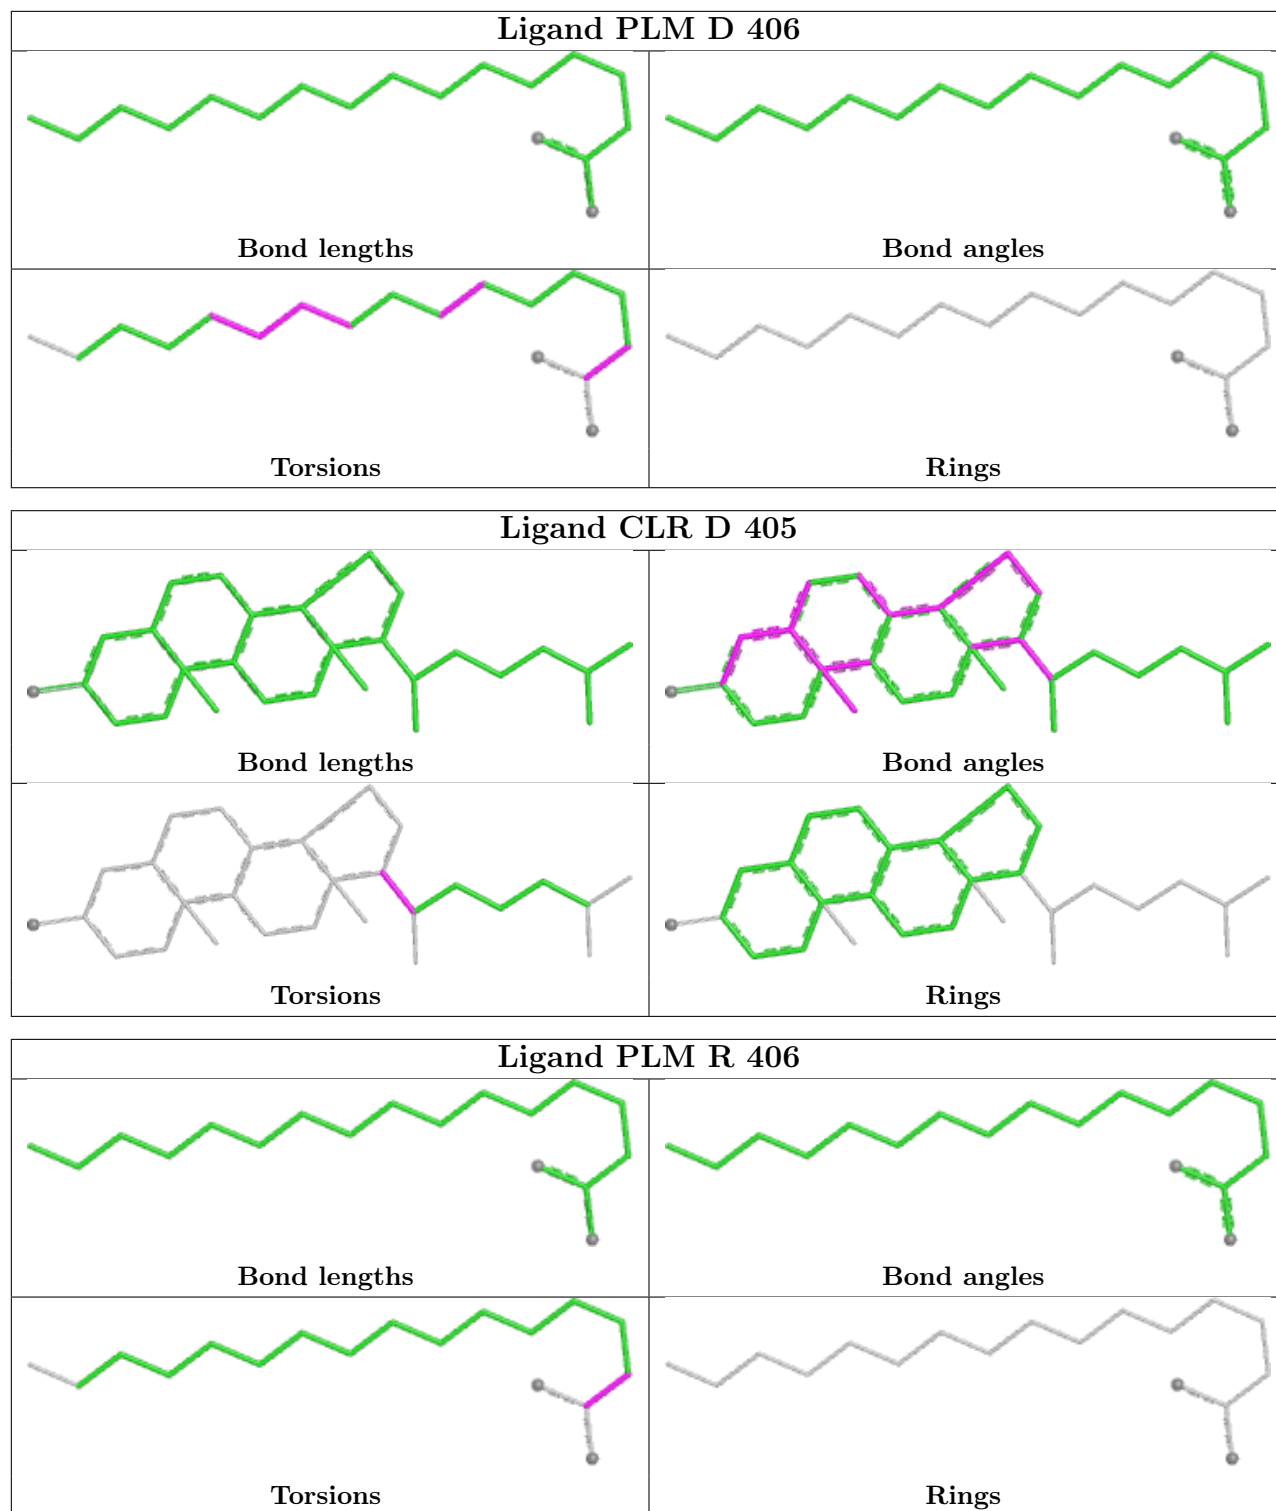 Ligand PLM D 406
Bond lengths
Bond angles
Torsions
Rings
Ligand CLR D 405
Bond lengths
Bond angles
Torsions
Rings
Ligand PLM R 406
Bond lengths
Bond angles
Torsions
Rings